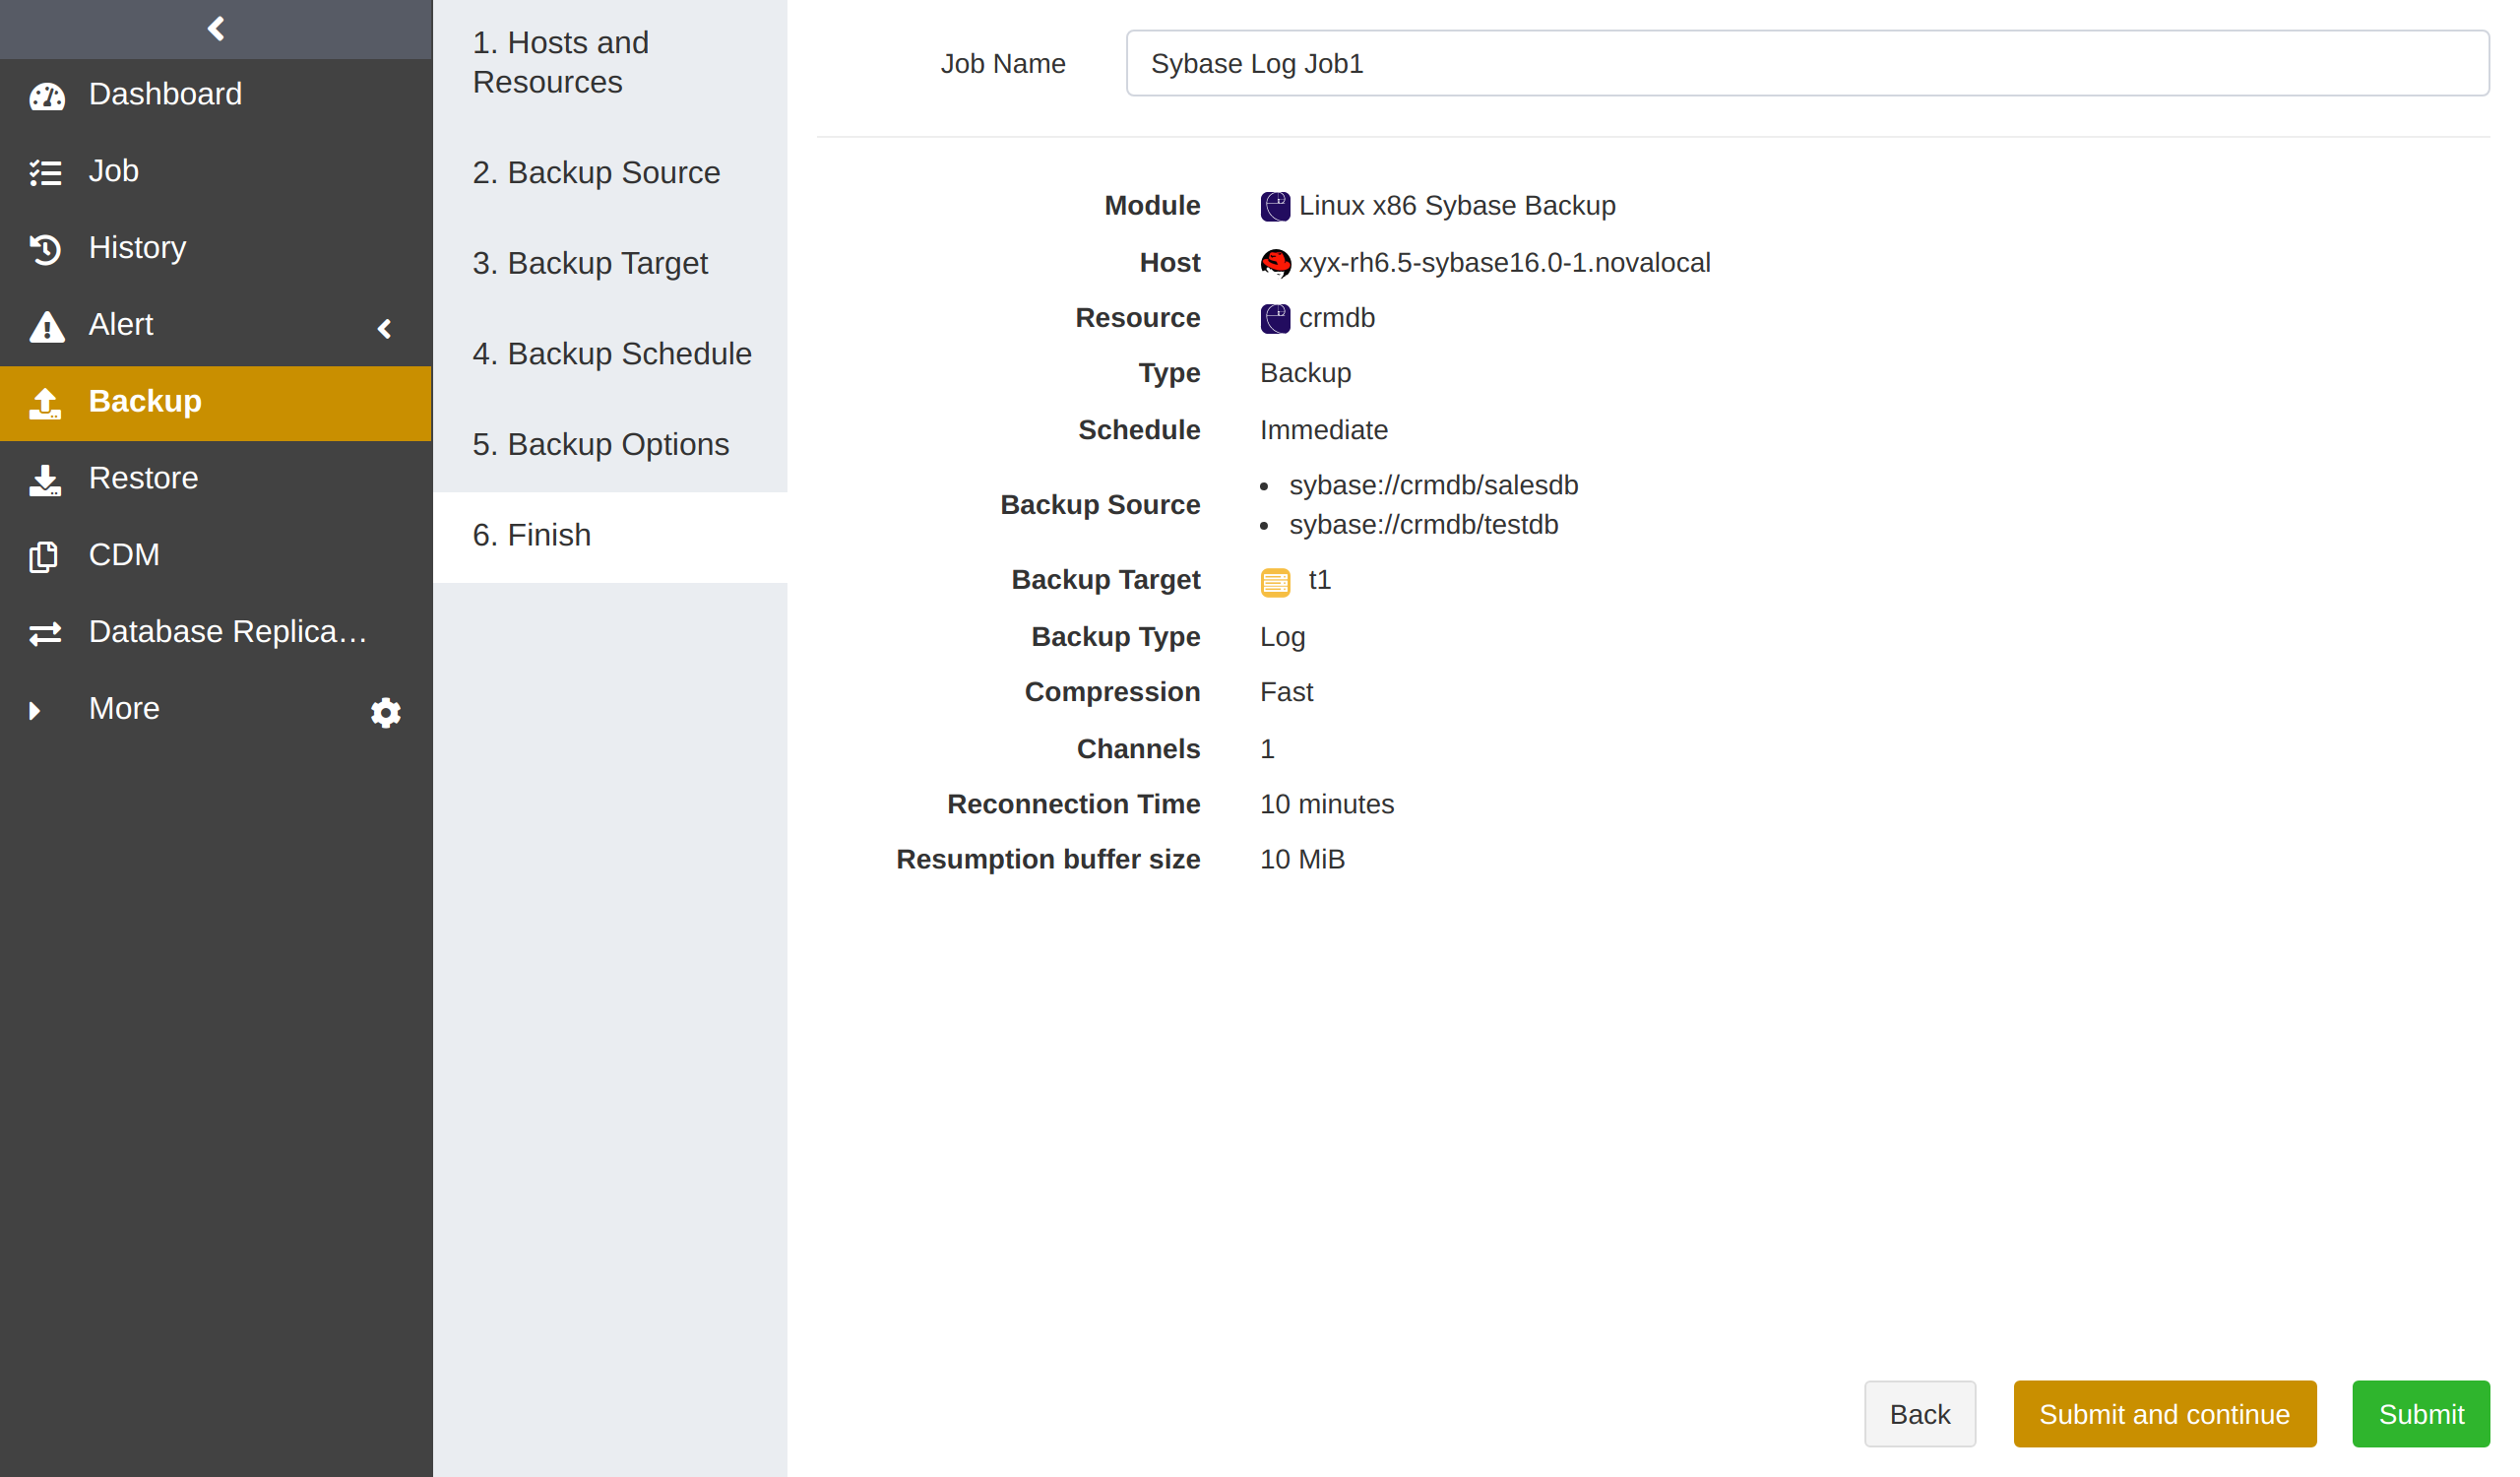 Dashboard
Job
History
Alert
Backup
Restore
CDM
Database Replica…
More
1. Hosts and
Resources
2. Backup Source
3. Backup Target
4. Backup Schedule
5. Backup Options
6. Finish
Job Name Sybase Log Job1
Module Linux x86 Sybase Backup
Host xyx-rh6.5-sybase16.0-1.novalocal
Resource crmdb
Type Backup
Schedule Immediate
Backup Source
• sybase://crmdb/salesdb
• sybase://crmdb/testdb
Backup Target t1
Backup Type Log
Compression Fast
Channels 1
Reconnection Time 10 minutes
Resumption buffer size 10 MiB
Back Submit and continue Submit